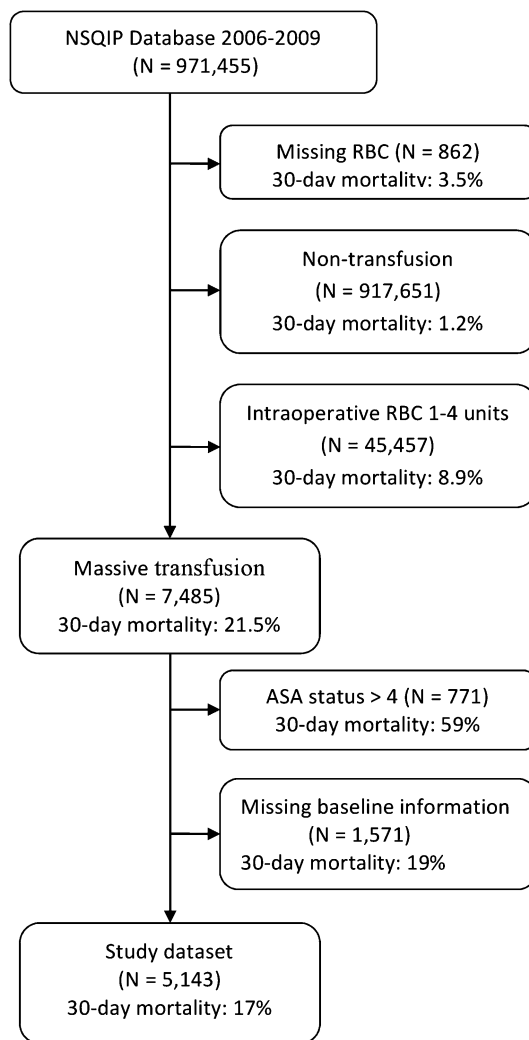 NSQIP Database 2006-2009
(N = 971,455)
Missing RBC (N = 862)
30-day mortality: 3.5%
Non-transfusion
(N = 917,651)
30-day mortality: 1.2%
Intraoperative RBC 1-4 units
(N = 45,457)
30-day mortality: 8.9%
Massive transfusion
(N = 7,485)
30-day mortality: 21.5%
ASA status > 4 (N = 771)
30-day mortality: 59%
Missing baseline information
(N = 1,571)
30-day mortality: 19%
Study dataset
(N = 5,143)
30-day mortality: 17%